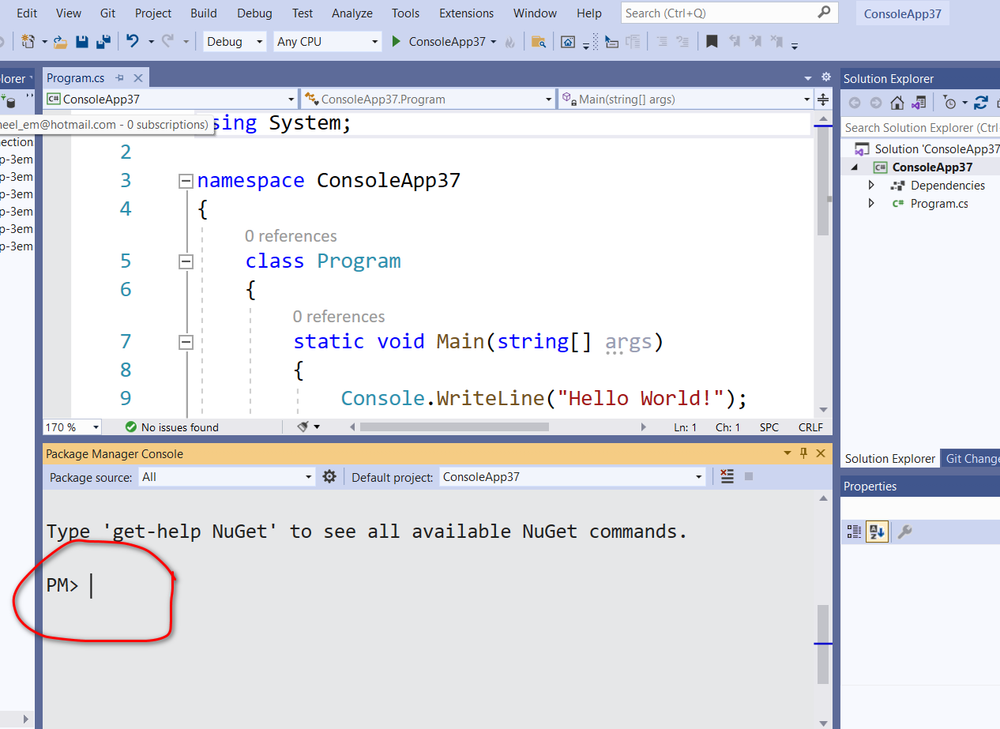 Edit View Git Project Build Debug Test Analyze Tools Extensions Window Help Search (Ctrl+Q) ConsoleApp37
Debug Any CPU ConsoleApp37
lorer Program.cs Solution Explorer
C# ConsoleApp37 ConsoleApp37.Program Main(string[] args)
heel_em@hotmail.com - 0 subscriptions) sing System; Search Solution Explorer (Ctrl
ection Solution 'ConsoleApp37
p-3em 2 C# ConsoleApp37
p-3em 3 namespace ConsoleApp37 Dependencies
p-3em 4 { C# Program.cs
p-3em
p-3em 0 references
p-3em
5 class Program
6 {
0 references
7 static void Main(string[] args)
8 {
9 Console.WriteLine("Hello World!");
170 % No issues found Ln: 1 Ch: 1 SPC CRLF
Package Manager Console Solution Explorer Git Change
Package source: All Default project: ConsoleApp37 Properties
Type 'get-help NuGet' to see all available NuGet commands.
PM>